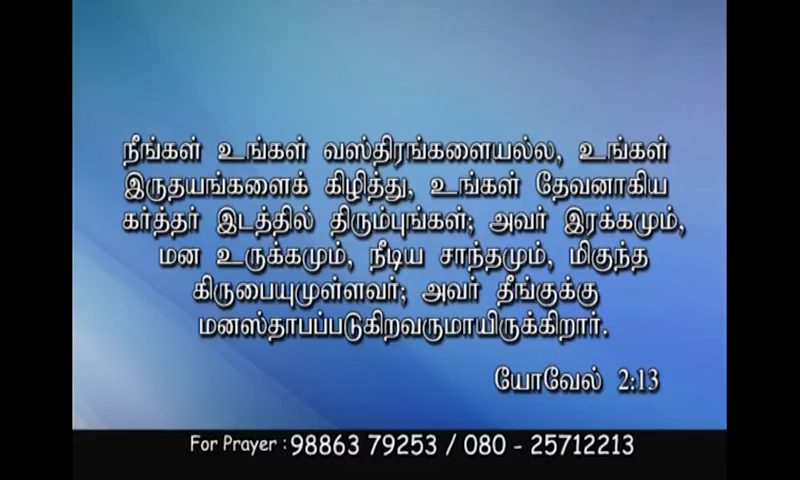 நீங்கள் உங்கள் வஸ்திரங்களையல்ல, உங்கள்
இருதயங்களைக் கிழித்து, உங்கள் தேவனாகிய
கர்த்தர் இடத்தில் திரும்புங்கள்; அவர் இரக்கமும்,
மன உருக்கமும், நீடிய சாந்தமும், மிகுந்த
கிருபையுமுள்ளவர்; அவர் தீங்குக்கு
மனஸ்தாபப்படுகிறவருமாயிருக்கிறார்.
யோவேல் 2:13
For Prayer : 98863 79253 / 080 - 25712213